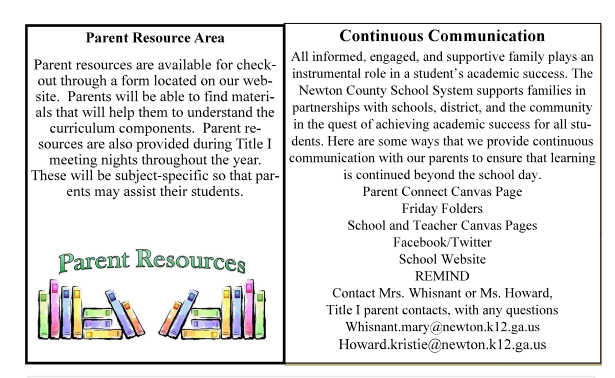 Parent Resource Area
Parent resources are available for check-
out through a form located on our web-
site.  Parents will be able to find materi-
als that will help them to understand the
curriculum components.  Parent re-
sources are also provided during Title I
meeting nights throughout the year.
These will be subject-specific so that par-
ents may assist their students.
Parent Resources
Continuous Communication
All informed, engaged, and supportive family plays an
instrumental role in a student's academic success. The
Newton County School System supports families in
partnerships with schools, district, and the community
in the quest of achieving academic success for all stu-
dents. Here are some ways that we provide continuous
communication with our parents to ensure that learning
is continued beyond the school day.
Parent Connect Canvas Page
Friday Folders
School and Teacher Canvas Pages
Facebook/Twitter
School Website
REMIND
Contact Mrs. Whisnant or Ms. Howard,
Title I parent contacts, with any questions
Whisnant.mary@newton.k12.ga.us
Howard.kristie@newton.k12.ga.us